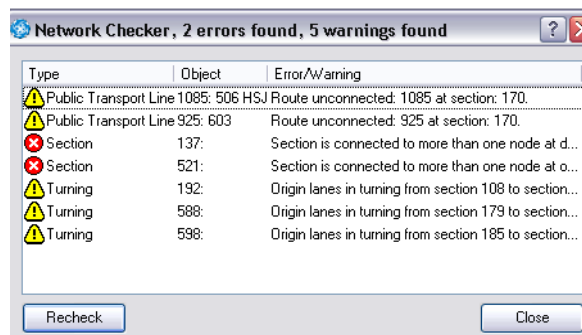 Network Checker, 2 errors found, 5 warnings found
Type Object Error/Warning
Public Transport Line 1085: 506 HSJ Route unconnected: 1085 at section: 170.
Public Transport Line 925: 603 Route unconnected: 925 at section: 170.
Section 137: Section is connected to more than one node at d...
Section 521: Section is connected to more than one node at o...
Turning 192: Origin lanes in turning from section 108 to section...
Turning 588: Origin lanes in turning from section 179 to section...
Turning 598: Origin lanes in turning from section 185 to section...
Recheck Close